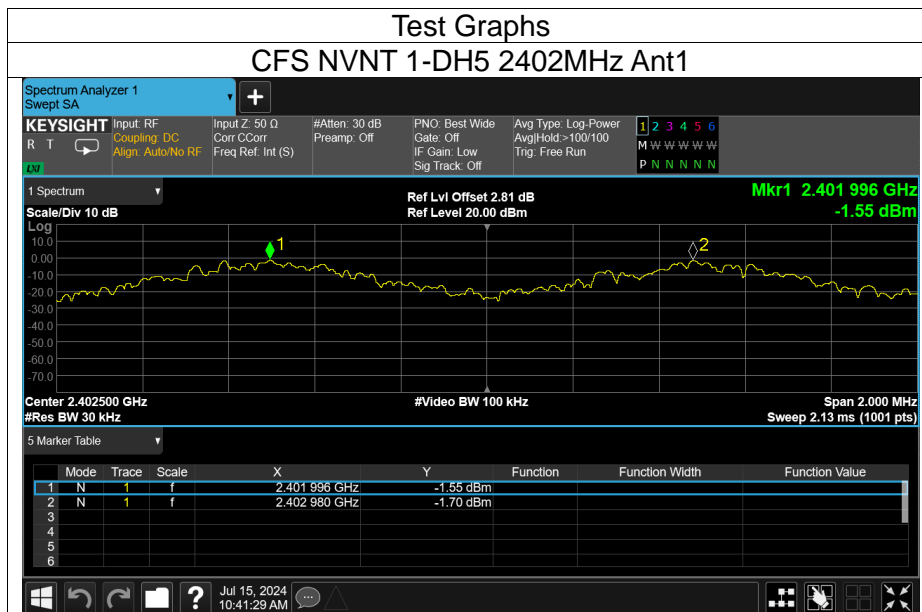 Test Graphs
CFS NVNT 1-DH5 2402MHz Ant1
Spectrum Analyzer 1
Swept SA
+
KEYSIGHT Input: RF Input Z: 50 Ω #Atten: 30 dB PNO: Best Wide Avg Type: Log-Power 1 2 3 4 5 6
R T Coupling: DC Corr CCorr Preamp: Off Gate: Off Avg|Hold:>100/100 M W W W W W
Align: Auto/No RF Freq Ref: Int (S) IF Gain: Low Trig: Free Run
LXI Sig Track: Off P N N N N N
1 Spectrum Ref Lvl Offset 2.81 dB Mkr1 2.401 996 GHz
Scale/Div 10 dB Ref Level 20.00 dBm -1.55 dBm
Log
10.0
1 2
0.00
-10.0
-20.0
-30.0
-40.0
-50.0
-60.0
-70.0
Center 2.402500 GHz #Video BW 100 kHz Span 2.000 MHz
#Res BW 30 kHz Sweep 2.13 ms (1001 pts)
5 Marker Table
Mode Trace Scale X Y Function Function Width Function Value
1 N 1 f 2.401 996 GHz -1.55 dBm
2 N 1 f 2.402 980 GHz -1.70 dBm
3
4
5
6
? Jul 15, 2024
10:41:29 AM